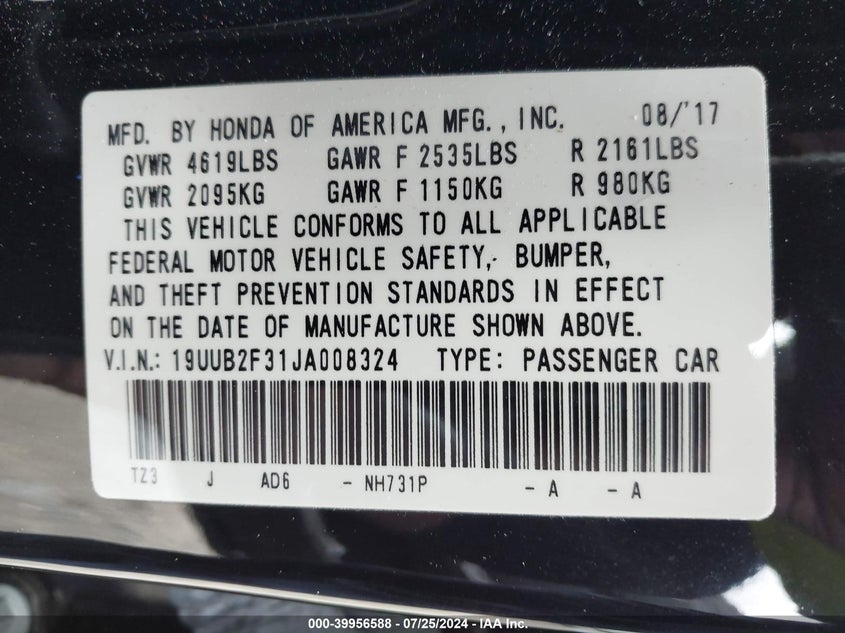 MFD. BY HONDA OF AMERICA MFG., INC. 08/'17
GVWR 4619LBS GAWR F 2535LBS R 2161LBS
GVWR 2095KG GAWR F 1150KG R 980KG
THIS VEHICLE CONFORMS TO ALL APPLICABLE
FEDERAL MOTOR VEHICLE SAFETY, BUMPER,
AND THEFT PREVENTION STANDARDS IN EFFECT
ON THE DATE OF MANUFACTURE SHOWN ABOVE.
V.I.N.: 19UUB2F31JA008324 TYPE: PASSENGER CAR
TZ3 J AD6 - NH731P - A - A
000-39956588 - 07/25/2024 - IAA Inc.